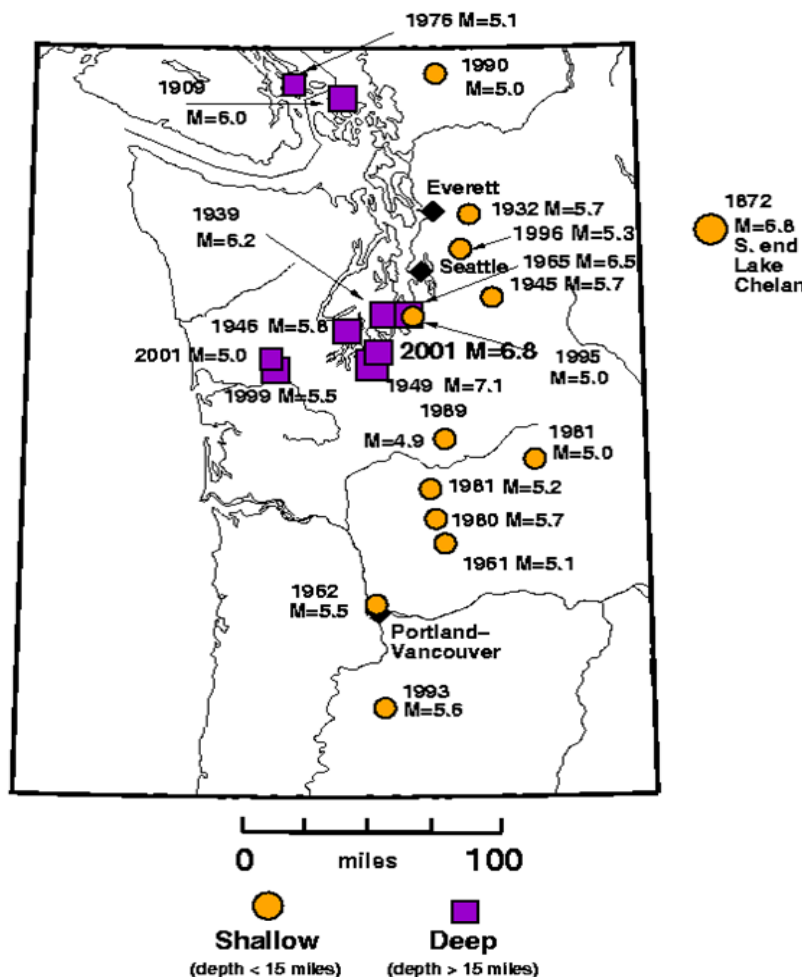 1976 M=5.1
1990
M=5.0
1909
M=6.0
Everett
1872
M=6.8
S. end
Lake
Chelan
1932 M=5.7
1939
M=6.2
1996 M=5.3
Seattle
1965 M=6.5
1945 M=5.7
1946 M=5.8
2001 M=5.0
2001 M=6.8
1995
M=5.0
1999 M=5.5
1949 M=7.1
1989
M=4.9
1981
M=5.0
1981 M=5.2
1980 M=5.7
1961 M=5.1
1962
M=5.5
Portland–
Vancouver
1993
M=5.6
0 miles 100
Shallow
(depth < 15 miles)
Deep
(depth > 15 miles)